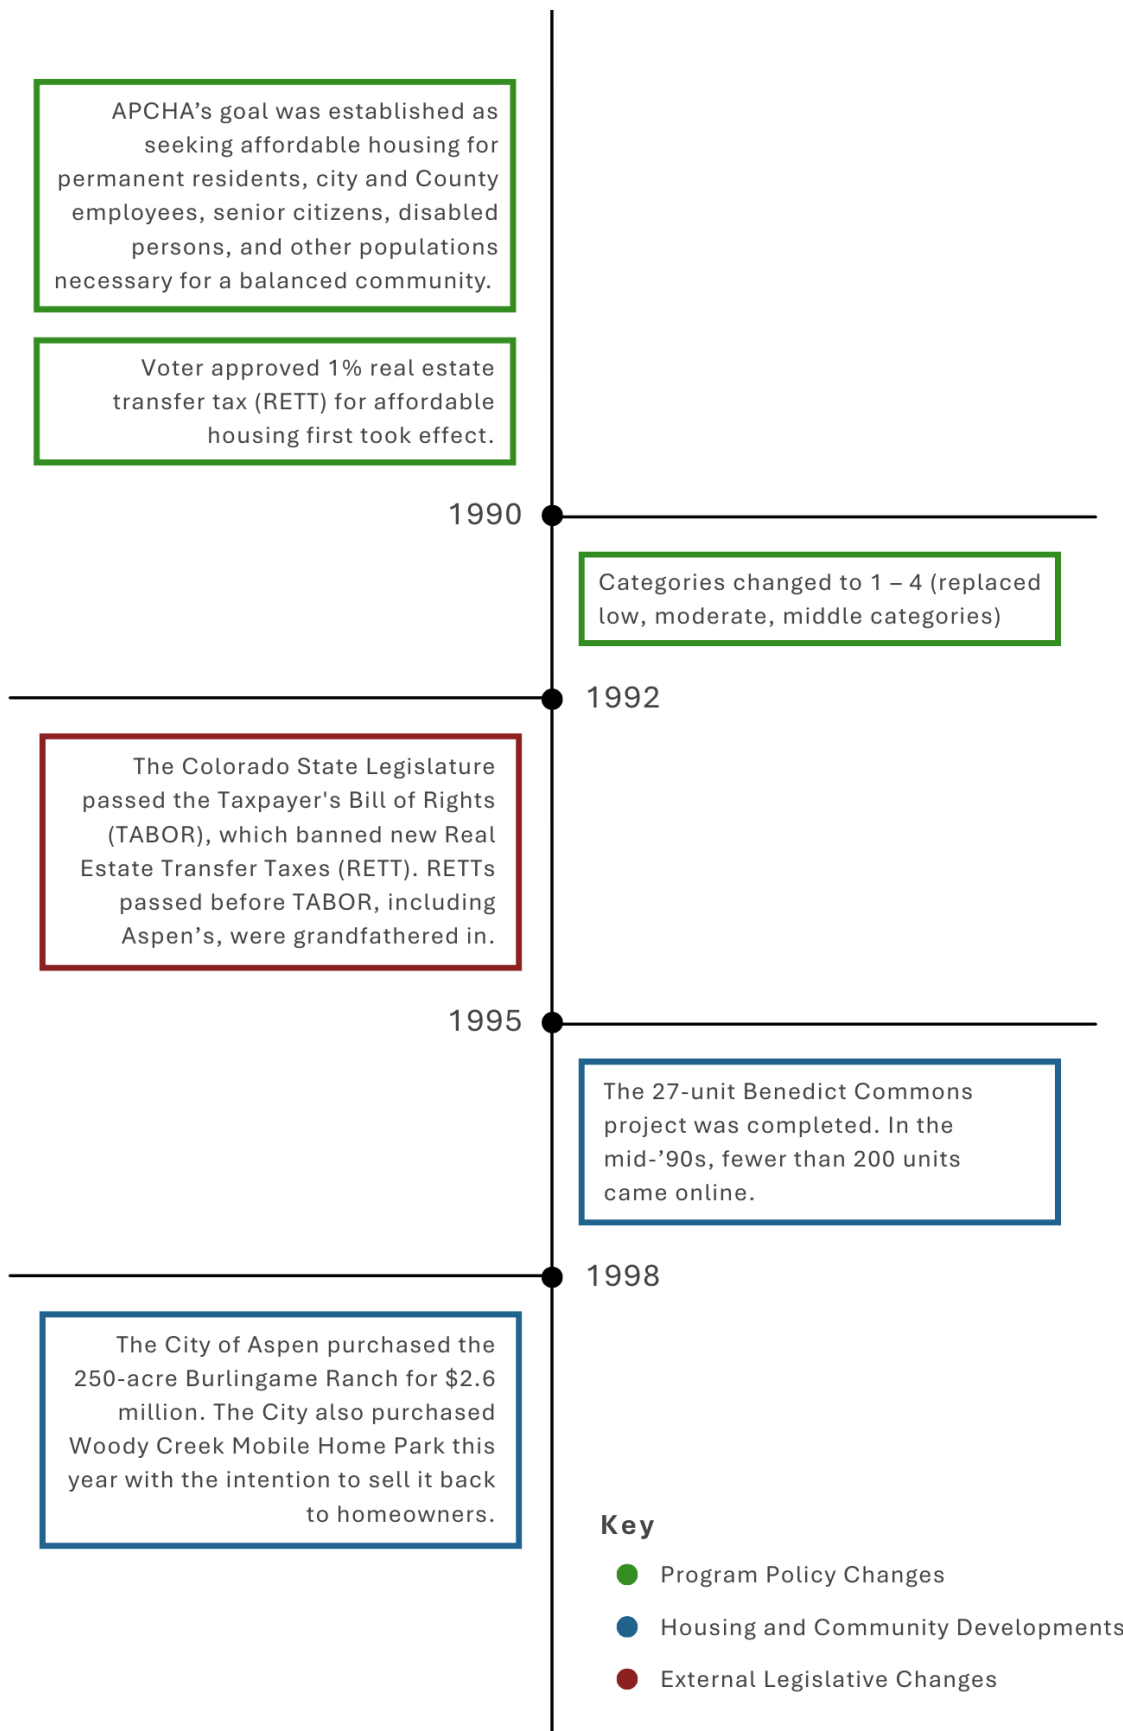 APCHA’s goal was established as
seeking affordable housing for
permanent residents, city and County
employees, senior citizens, disabled
persons, and other populations
necessary for a balanced community.
Voter approved 1% real estate
transfer tax (RETT) for affordable
housing first took effect.
1990
Categories changed to 1 – 4 (replaced
low, moderate, middle categories)
1992
The Colorado State Legislature
passed the Taxpayer's Bill of Rights
(TABOR), which banned new Real
Estate Transfer Taxes (RETT). RETTs
passed before TABOR, including
Aspen’s, were grandfathered in.
1995
The 27-unit Benedict Commons
project was completed. In the
mid-’90s, fewer than 200 units
came online.
1998
The City of Aspen purchased the
250-acre Burlingame Ranch for $2.6
million. The City also purchased
Woody Creek Mobile Home Park this
year with the intention to sell it back
to homeowners.
Key
Program Policy Changes
Housing and Community Developments
External Legislative Changes